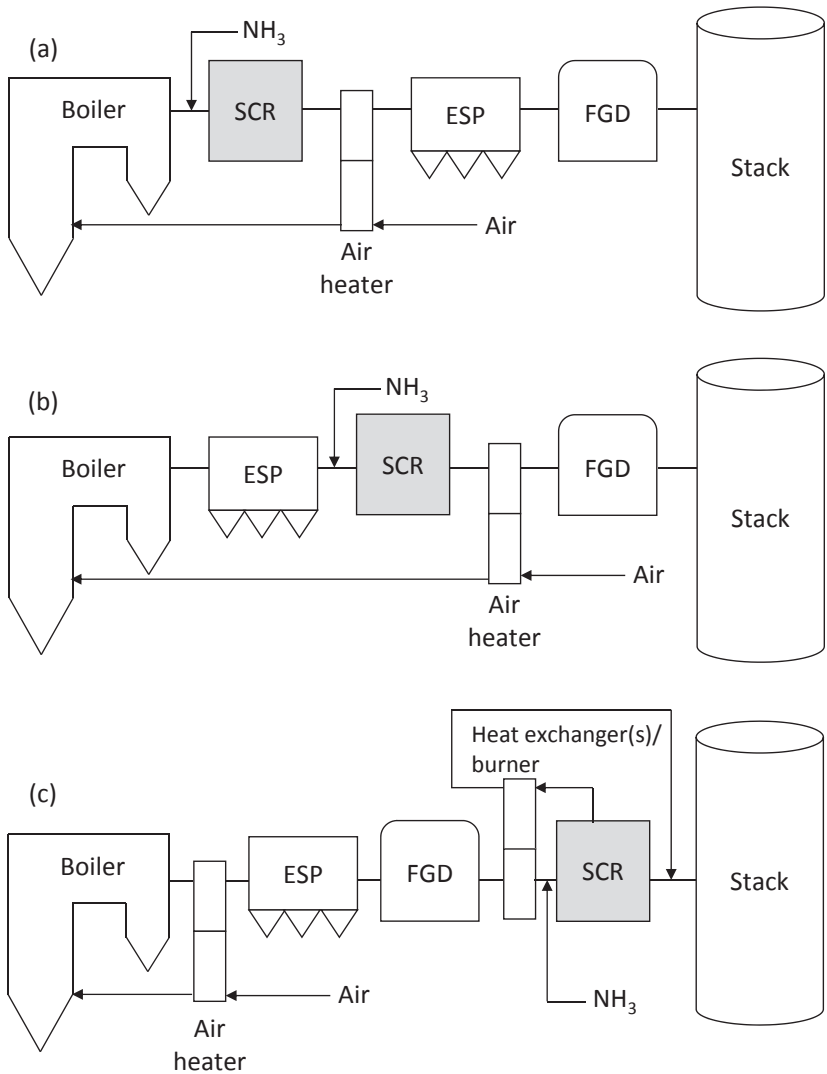 (a)
NH₃
Boiler
SCR
ESP
FGD
Stack
Air
Air
heater
(b)
NH₃
Boiler
ESP
SCR
FGD
Stack
Air
Air
heater
(c)
Heat exchanger(s)/
burner
Boiler
ESP
FGD
SCR
Stack
Air
NH₃
Air
heater